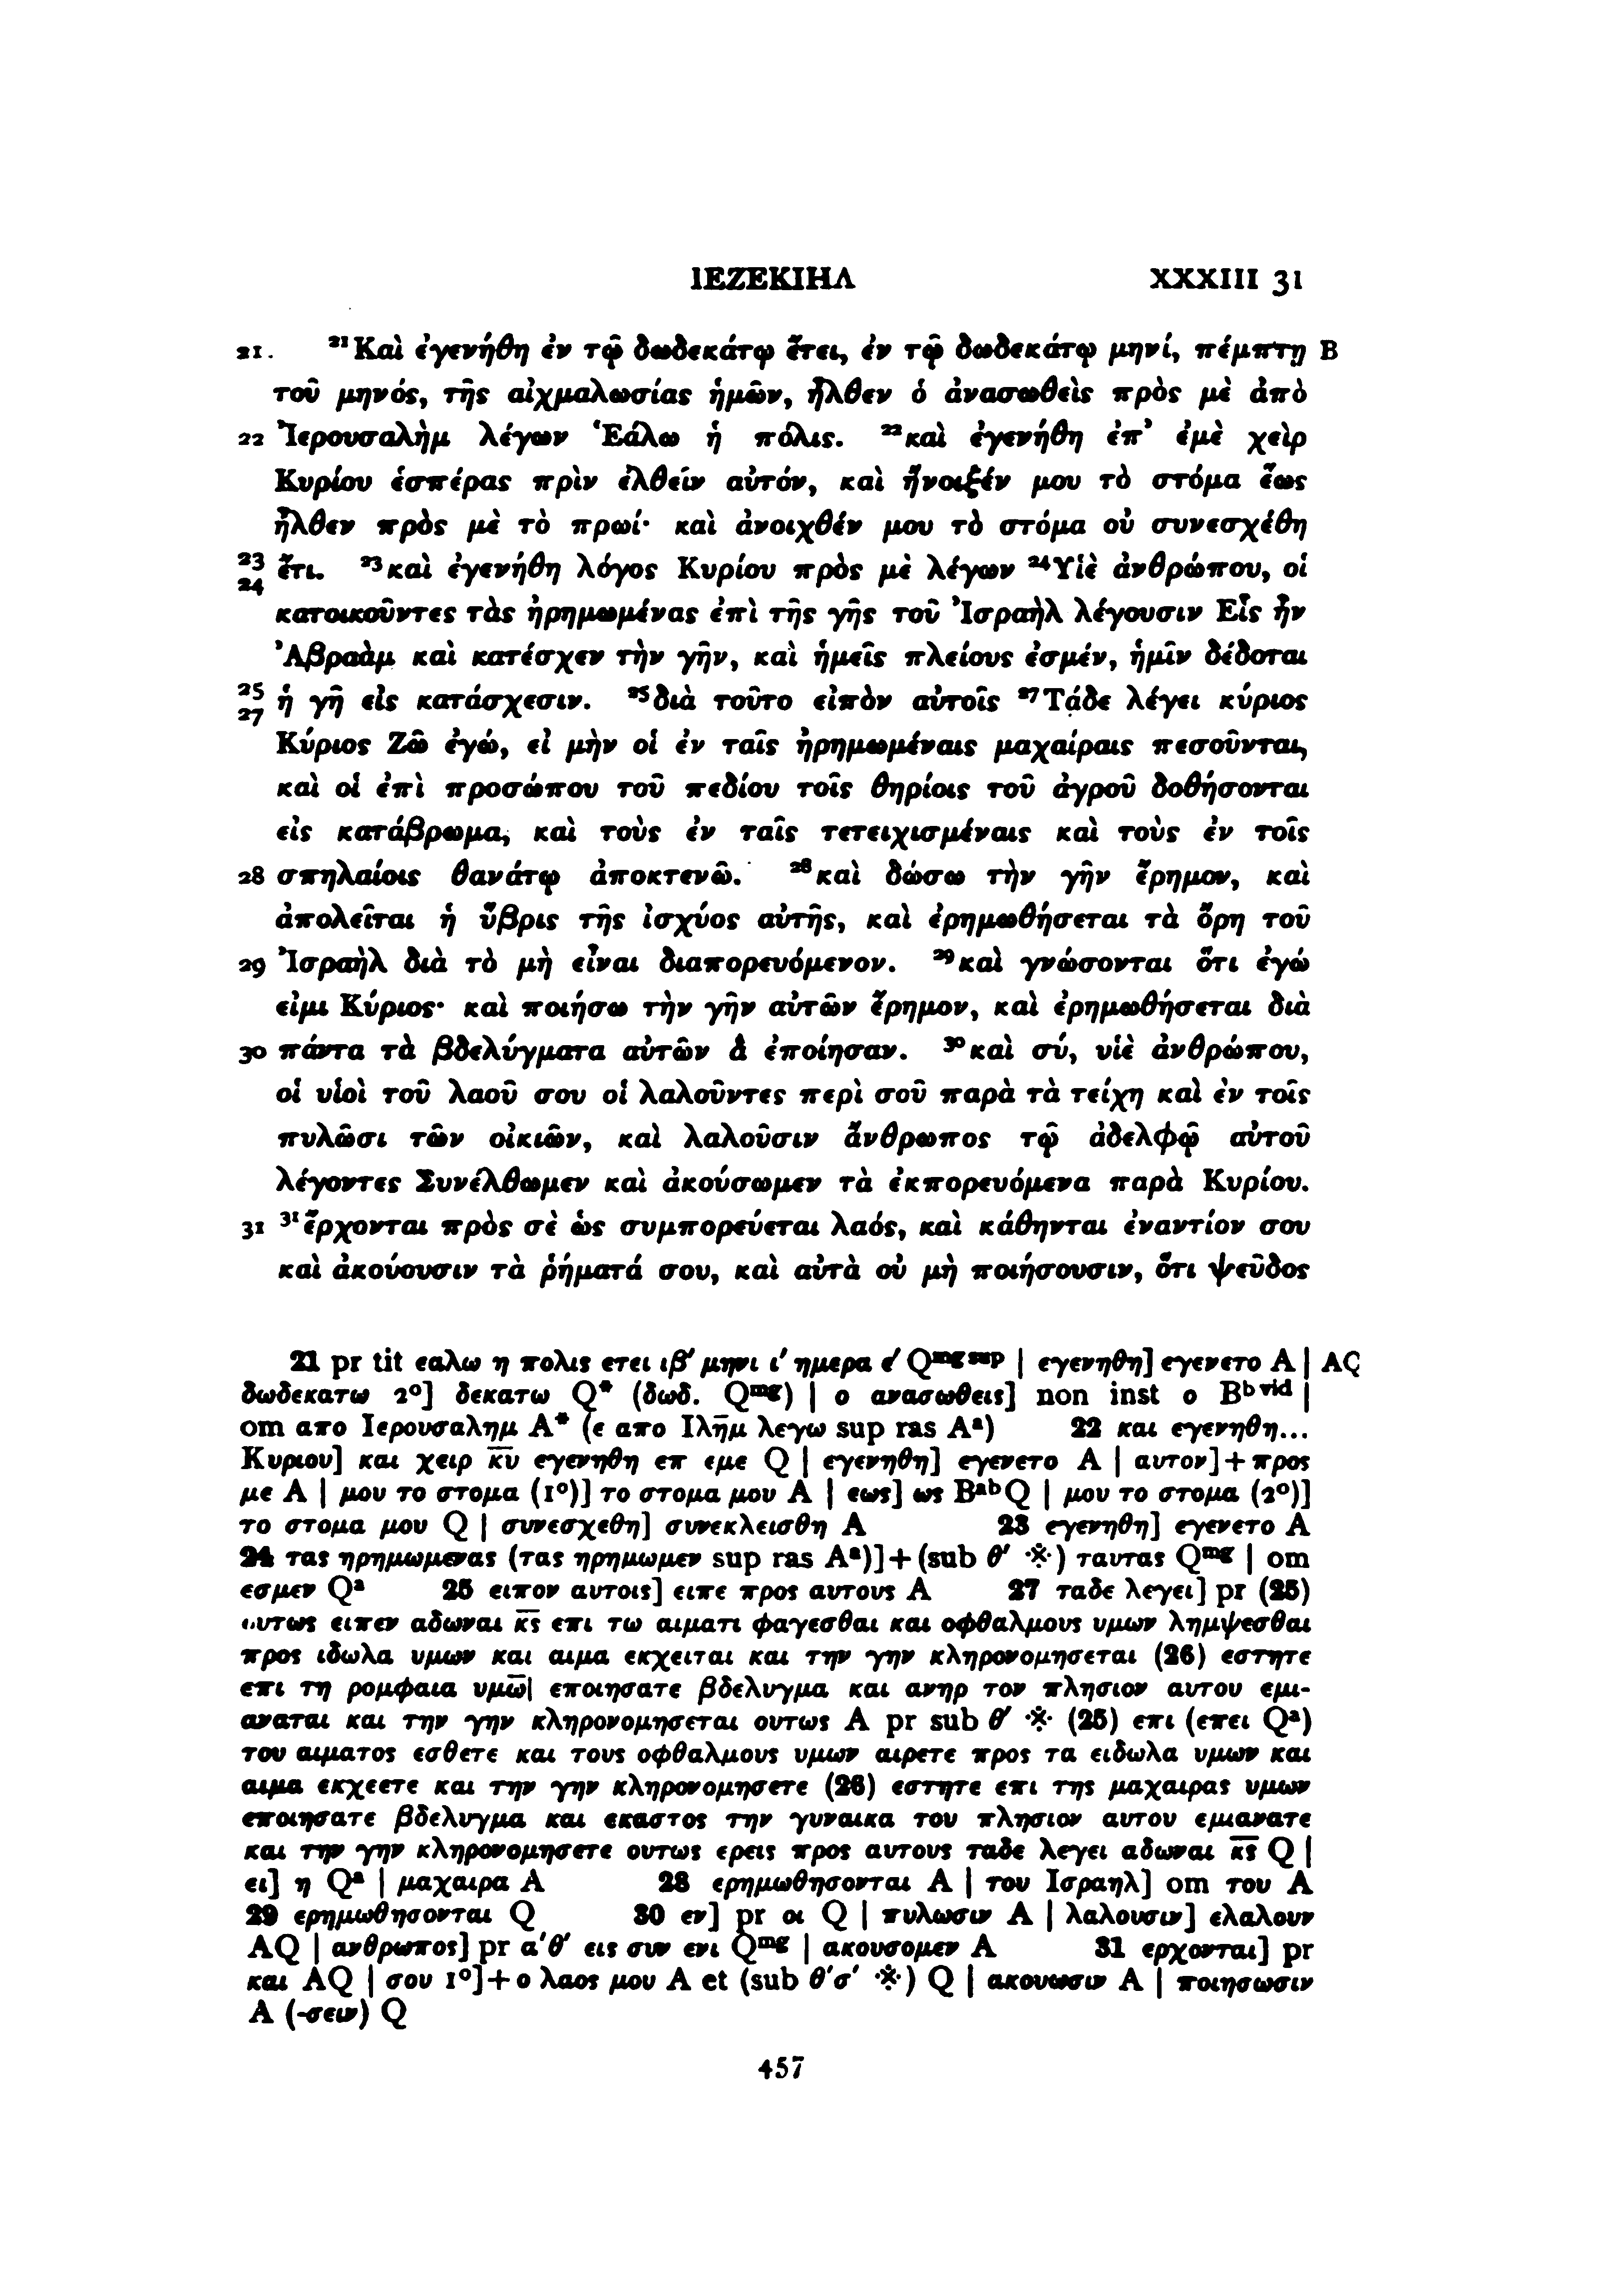 ΙΕΖΕΚΙΗΛ XXXIII 31
21. ²¹Καὶ ἐγενήθη ἐν τῷ δωδεκάτῳ ἔτει, ἐν τῷ δωδεκάτῳ μηνί, πέμπτῃ B
τοῦ μηνός, τῆς αἰχμαλωσίας ἡμῶν, ἦλθεν ὁ ἀνασωθεὶς πρὸς μὲ ἀπὸ
22 Ἰερουσαλὴμ λέγων Ἑάλω ἡ πόλις. ²²καὶ ἐγενήθη ἐπ’ ἐμὲ χεὶρ
Κυρίου ἑσπέρας πρὶν ἐλθεῖν αὐτόν, καὶ ἤνοιξέν μου τὸ στόμα ἕως
ἦλθεν πρὸς μὲ τὸ πρωί· καὶ ἀνοιχθέν μου τὸ στόμα οὐ συνεσχέθη
23 ἔτι. ²³καὶ ἐγενήθη λόγος Κυρίου πρὸς μὲ λέγων ²⁴Υἱὲ ἀνθρώπου, οἱ
24
κατοικοῦντες τὰς ἠρημωμένας ἐπὶ τῆς γῆς τοῦ Ἰσραὴλ λέγουσιν Εἷς ἦν
Ἀβραὰμ καὶ κατέσχεν τὴν γῆν, καὶ ἡμεῖς πλείους ἐσμέν, ἡμῖν δέδοται
25 ἡ γῆ εἰς κατάσχεσιν. ²⁵διὰ τοῦτο εἰπὸν αὐτοῖς ²⁷Τάδε λέγει κύριος
27
Κύριος Ζῶ ἐγώ, εἰ μὴν οἱ ἐν ταῖς ἠρημωμέναις μαχαίραις πεσοῦνται,
καὶ οἱ ἐπὶ προσώπου τοῦ πεδίου τοῖς θηρίοις τοῦ ἀγροῦ δοθήσονται
εἰς κατάβρωμα, καὶ τοὺς ἐν ταῖς τετειχισμέναις καὶ τοὺς ἐν τοῖς
28 σπηλαίοις θανάτῳ ἀποκτενῶ. ²⁸καὶ δώσω τὴν γῆν ἔρημον, καὶ
ἀπολεῖται ἡ ὕβρις τῆς ἰσχύος αὐτῆς, καὶ ἐρημωθήσεται τὰ ὄρη τοῦ
29 Ἰσραὴλ διὰ τὸ μὴ εἶναι διαπορευόμενον. ²⁹καὶ γνώσονται ὅτι ἐγώ
εἰμι Κύριος· καὶ ποιήσω τὴν γῆν αὐτῶν ἔρημον, καὶ ἐρημωθήσεται διὰ
30 πάντα τὰ βδελύγματα αὐτῶν ἃ ἐποίησαν. ³⁰καὶ σύ, υἱὲ ἀνθρώπου,
οἱ υἱοὶ τοῦ λαοῦ σου οἱ λαλοῦντες περὶ σοῦ παρὰ τὰ τείχη καὶ ἐν τοῖς
πυλῶσι τῶν οἰκιῶν, καὶ λαλοῦσιν ἄνθρωπος τῷ ἀδελφῷ αὐτοῦ
λέγοντες Συνέλθωμεν καὶ ἀκούσωμεν τὰ ἐκπορευόμενα παρὰ Κυρίου.
31 ³¹ἔρχονται πρὸς σὲ ὡς συμπορεύεται λαός, καὶ κάθηνται ἐναντίον σου
καὶ ἀκούουσιν τὰ ῥήματά σου, καὶ αὐτὰ οὐ μὴ ποιήσουσιν, ὅτι ψεῦδος
21 pr tit εαλω η πολις ετει ιβ′ μηνι ι′ ημερα ε′ Qᵐᵍ ˢᵘᵖ | εγενηθη] εγενετο A | AQ
δωδεκατω 2°] δεκατω Q* (δωδ. Qᵐᵍ) | ο ανασωθεις] non inst ο Bᵇ ᵛⁱᵈ |
om απο Ιερουσαλημ A* (ε απο Ιλη̄μ λεγω sup ras Aᵃ) 22 και εγενηθη...
Κυριου] και χειρ κ̅υ̅ εγενηθη επ εμε Q | εγενηθη] εγενετο A | αυτον]+προς
με A | μου το στομα (1°)] το στομα μου A | εως] ως BᵃᵇQ | μου το στομα (2°)]
το στομα μου Q | συνεσχεθη] συνεκλεισθη A 23 εγενηθη] εγενετο A
24 τας ηρημωμενας (τας ηρημωμεν sup ras Aᵃ)]+(sub θ′ ※) ταυτας Qᵐᵍ | om
εσμεν Qᵃ 25 ειπον αυτοις] ειπε προς αυτους A 27 ταδε λεγει] pr (25)
ουτως ειπεν αδωναι κ̅ς̅ επι τω αιματι φαγεσθαι και οφθαλμους υμων λημψεσθαι
προς ιδωλα υμων και αιμα εκχειται και την γην κληρονομησεται (26) εστητε
επι τη ρομφαια υμω̅| εποιησατε βδελυγμα και ανηρ τον πλησιον αυτου εμι-
αναται και την γην κληρονομησεται ουτως A pr sub θ′ ※ (25) επι (επει Qᵃ)
του αιματος εσθετε και τους οφθαλμους υμων αιρετε προς τα ειδωλα υμων και
αιμα εκχεετε και την γην κληρονομησετε (26) εστητε επι της μαχαιρας υμων
εποιησατε βδελυγμα και εκαστος την γυναικα του πλησιον αυτου εμιανατε
και την γην κληρονομησετε ουτως ερεις προς αυτους ταδε λεγει αδωναι κ̅ς̅ Q |
ει] η Qᵃ | μαχαιρα A 28 ερημωθησονται A | του Ισραηλ] om του A
29 ερημωθησονται Q 30 εν] pr οι Q | πυλωσιν A | λαλουσιν] ελαλουν
AQ | ανθρωπος] pr α′θ′ εις συν ενι Qᵐᵍ | ακουσομεν A 31 ερχονται] pr
και AQ | σου 1°]+ο λαος μου A et (sub θ′σ′ ※) Q | ακουωσιν A | ποιησωσιν
A (-σειν) Q
457